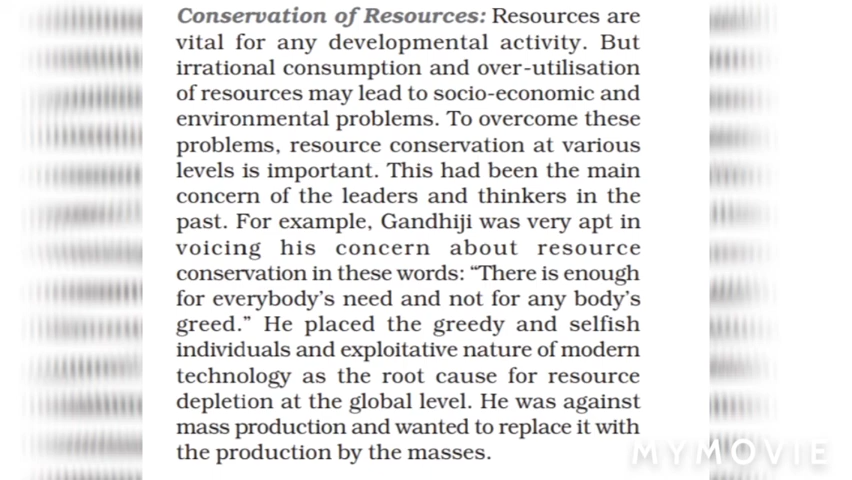 Conservation of Resources: Resources are
vital for any developmental activity. But
irrational consumption and over-utilisation
of resources may lead to socio-economic and
environmental problems. To overcome these
problems, resource conservation at various
levels is important. This had been the main
concern of the leaders and thinkers in the
past. For example, Gandhiji was very apt in
voicing his concern about resource
conservation in these words: “There is enough
for everybody’s need and not for any body’s
greed.” He placed the greedy and selfish
individuals and exploitative nature of modern
technology as the root cause for resource
depletion at the global level. He was against
mass production and wanted to replace it with
the production by the masses.
MYMOVIE